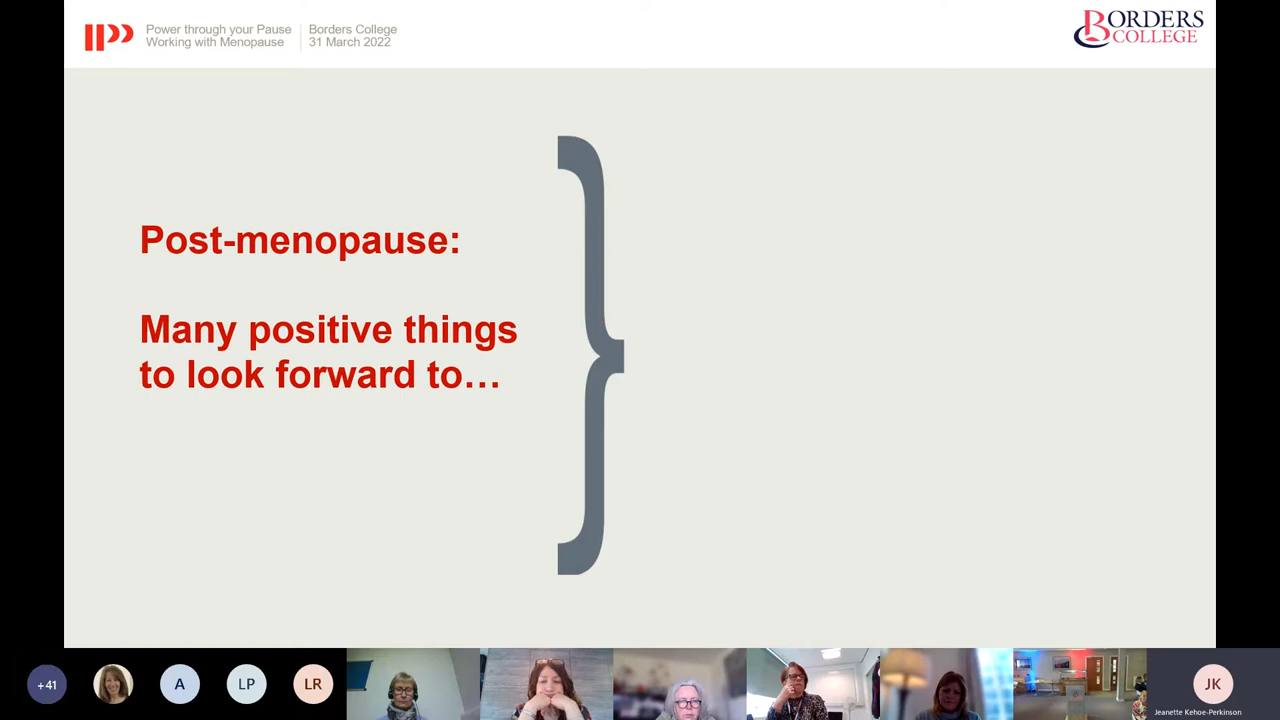 Power through your Pause
Working with Menopause
Borders College
31 March 2022
BORDERS
COLLEGE
Post-menopause:
Many positive things
to look forward to…
+41
A
LP
LR
JK
Jeanette Kehoe-Perkinson